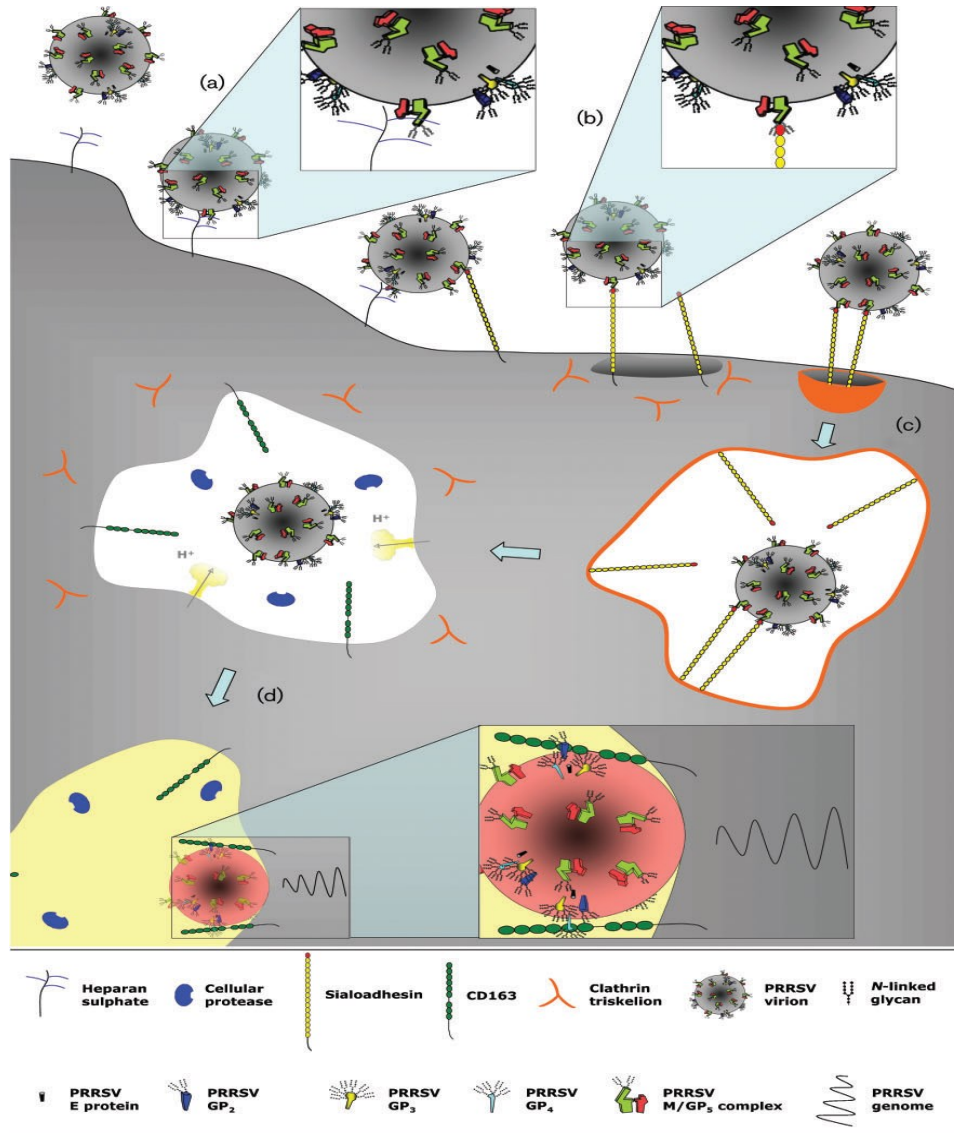 (a)
(b)
(c)
H⁺
H⁺
(d)
Heparan
sulphate
Cellular
protease
Sialoadhesin
CD163
Clathrin
triskelion
PRRSV
virion
N-linked
glycan
PRRSV
E protein
PRRSV
GP₂
PRRSV
GP₃
PRRSV
GP₄
PRRSV
M/GP₅ complex
PRRSV
genome